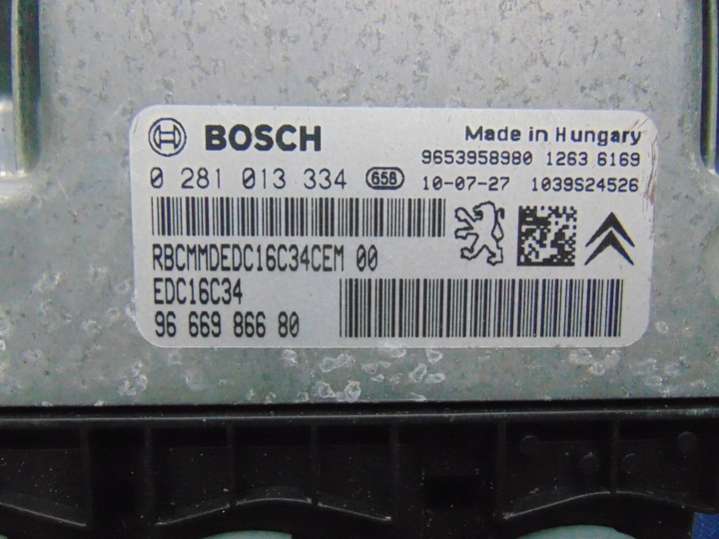 BOSCH
Made in Hungary
9653958980 1263 6169
0 281 013 334 658 10-07-27 1039S24526
RBCMMDEDC16C34CEM 00
EDC16C34
96 669 866 80